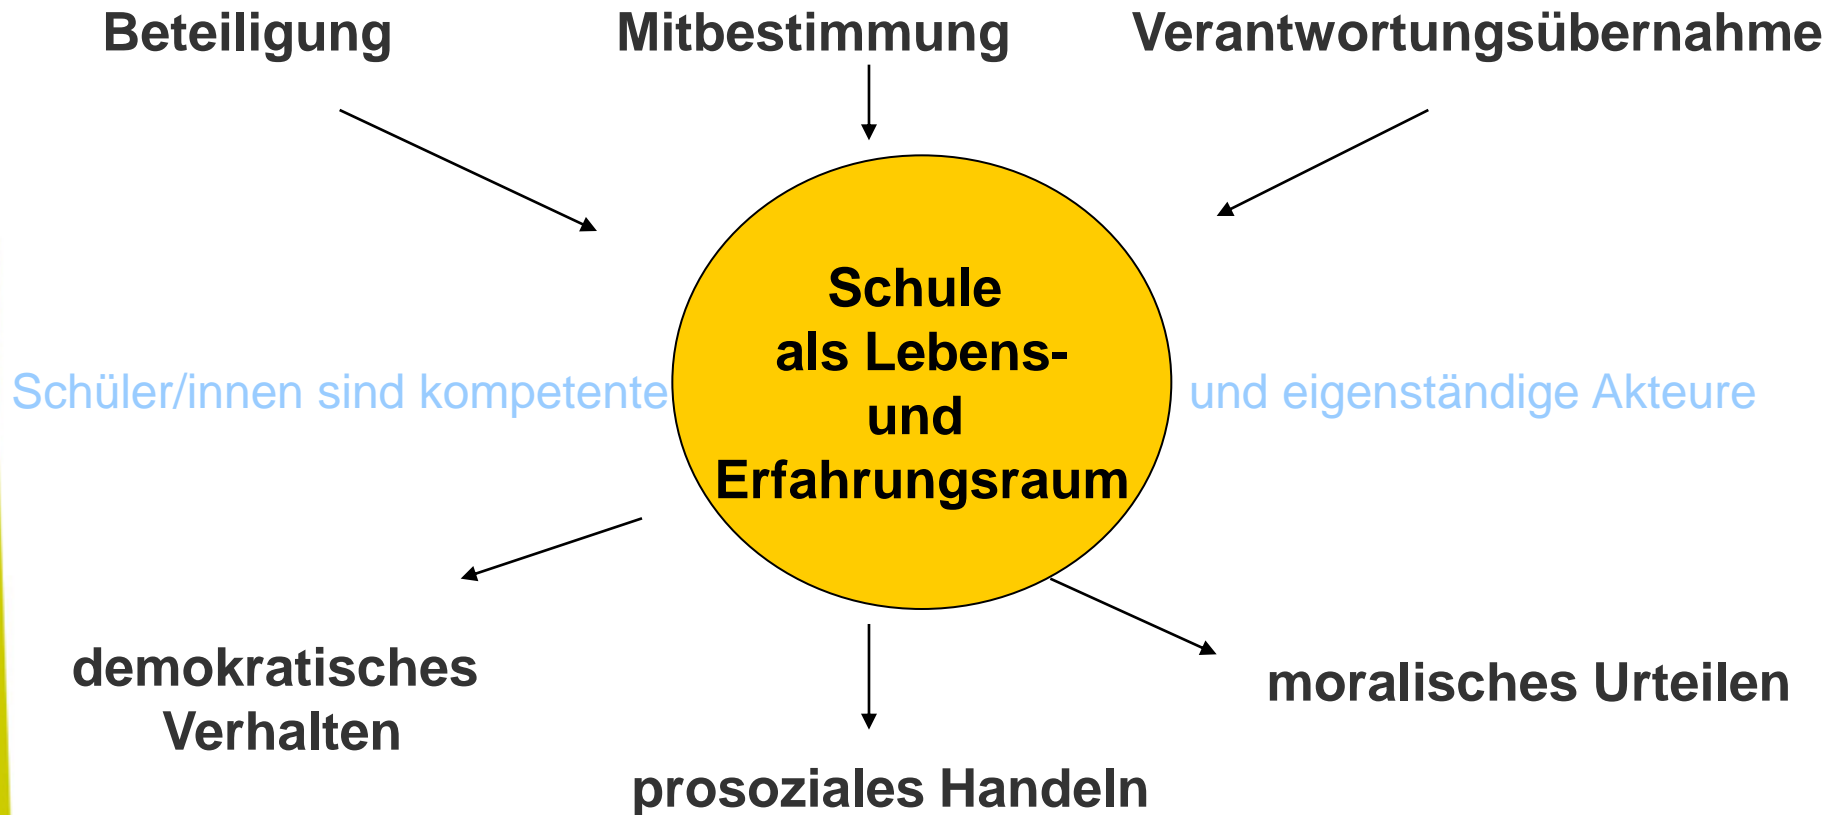 Beteiligung
Mitbestimmung
Verantwortungsübernahme
Schule
als Lebens-
und
Erfahrungsraum
Schüler/innen sind kompetente
und eigenständige Akteure
demokratisches
Verhalten
moralisches Urteilen
prosoziales Handeln